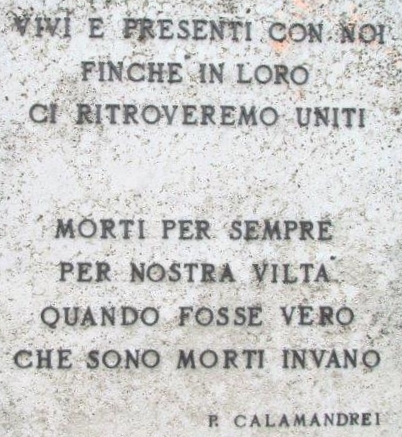 VIVI E PRESENTI CON NOI
FINCHE IN LORO
CI RITROVEREMO UNITI
MORTI PER SEMPRE
PER NOSTRA VILTA'
QUANDO FOSSE VERO
CHE SONO MORTI INVANO
P. CALAMANDREI